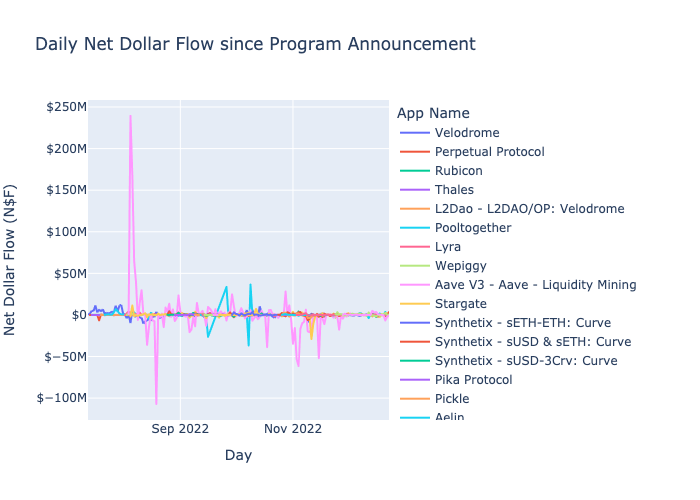 Daily Net Dollar Flow since Program Announcement
Net Dollar Flow (N$F)
$250M
$200M
$150M
$100M
$50M
$0
$−50M
$−100M
Sep 2022
Nov 2022
Day
App Name
Velodrome
Perpetual Protocol
Rubicon
Thales
L2Dao - L2DAO/OP: Velodrome
Pooltogether
Lyra
Wepiggy
Aave V3 - Aave - Liquidity Mining
Stargate
Synthetix - sETH-ETH: Curve
Synthetix - sUSD & sETH: Curve
Synthetix - sUSD-3Crv: Curve
Pika Protocol
Pickle
Aelin